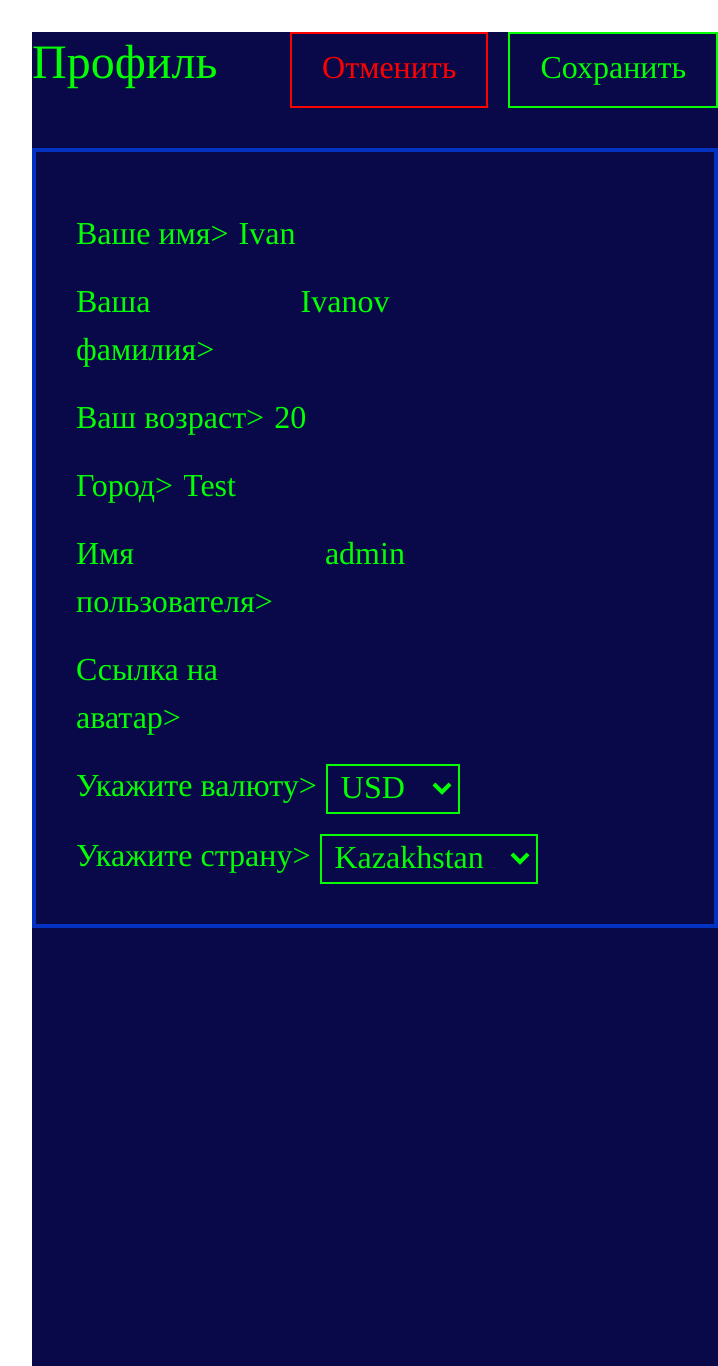 Профиль Отменить Сохранить
Ваше имя> Ivan
Ваша Ivanov
фамилия>
Ваш возраст> 20
Город> Test
Имя admin
пользователя>
Ссылка на
аватар>
Укажите валюту> USD
Укажите страну> Kazakhstan